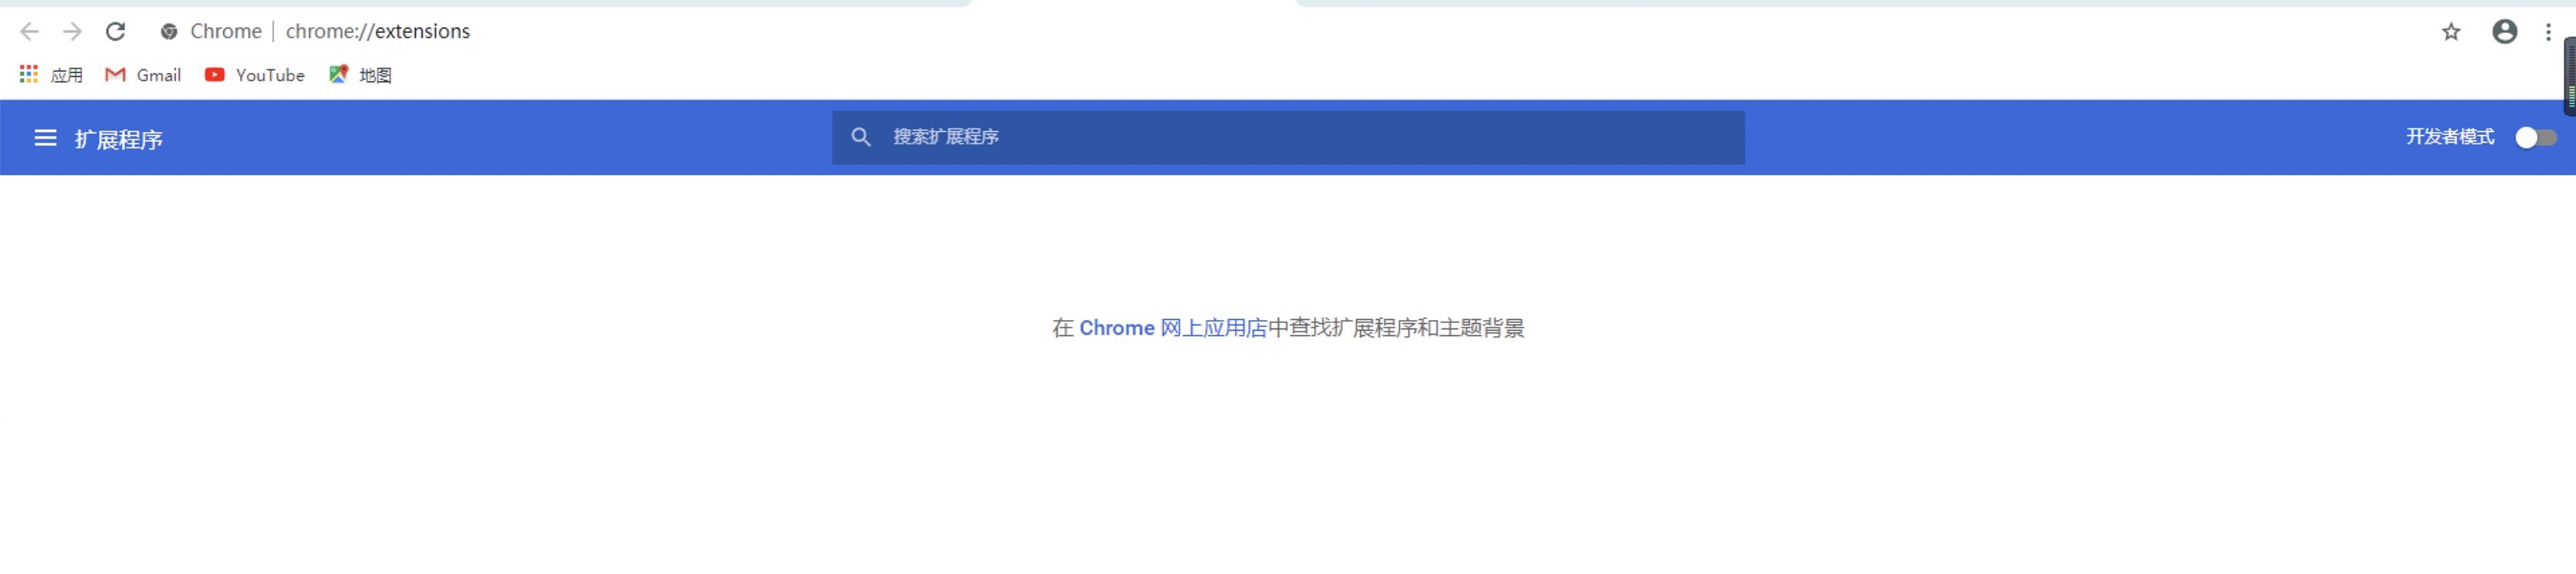 Chrome | chrome://extensions
应用 Gmail YouTube 地图
扩展程序 搜索扩展程序 开发者模式
在 Chrome 网上应用店中查找扩展程序和主题背景